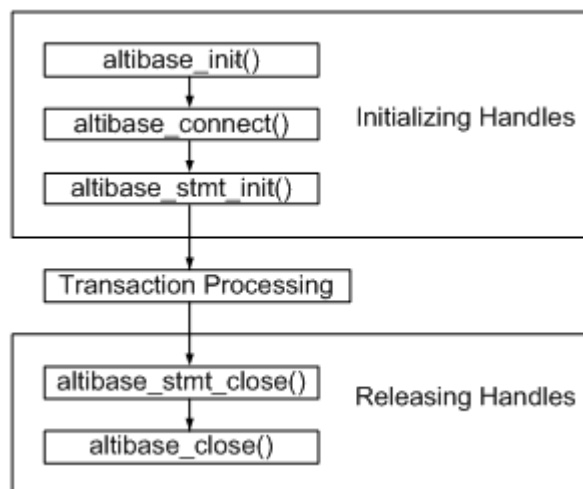 altibase_init()
altibase_connect()
Initializing Handles
altibase_stmt_init()
Transaction Processing
altibase_stmt_close()
Releasing Handles
altibase_close()